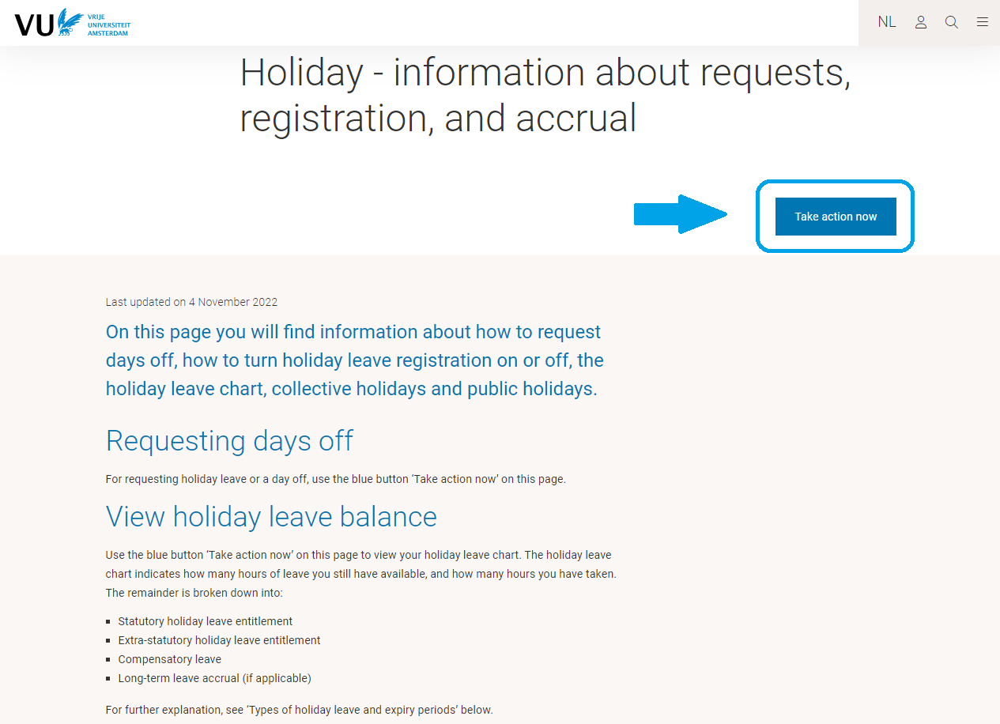 VU VRIJE
UNIVERSITEIT
AMSTERDAM
NL
Holiday - information about requests,
registration, and accrual
Take action now
Last updated on 4 November 2022
On this page you will find information about how to request
days off, how to turn holiday leave registration on or off, the
holiday leave chart, collective holidays and public holidays.
Requesting days off
For requesting holiday leave or a day off, use the blue button ‘Take action now’ on this page.
View holiday leave balance
Use the blue button ‘Take action now’ on this page to view your holiday leave chart. The holiday leave
chart indicates how many hours of leave you still have available, and how many hours you have taken.
The remainder is broken down into:
Statutory holiday leave entitlement
Extra-statutory holiday leave entitlement
Compensatory leave
Long-term leave accrual (if applicable)
For further explanation, see ‘Types of holiday leave and expiry periods’ below.